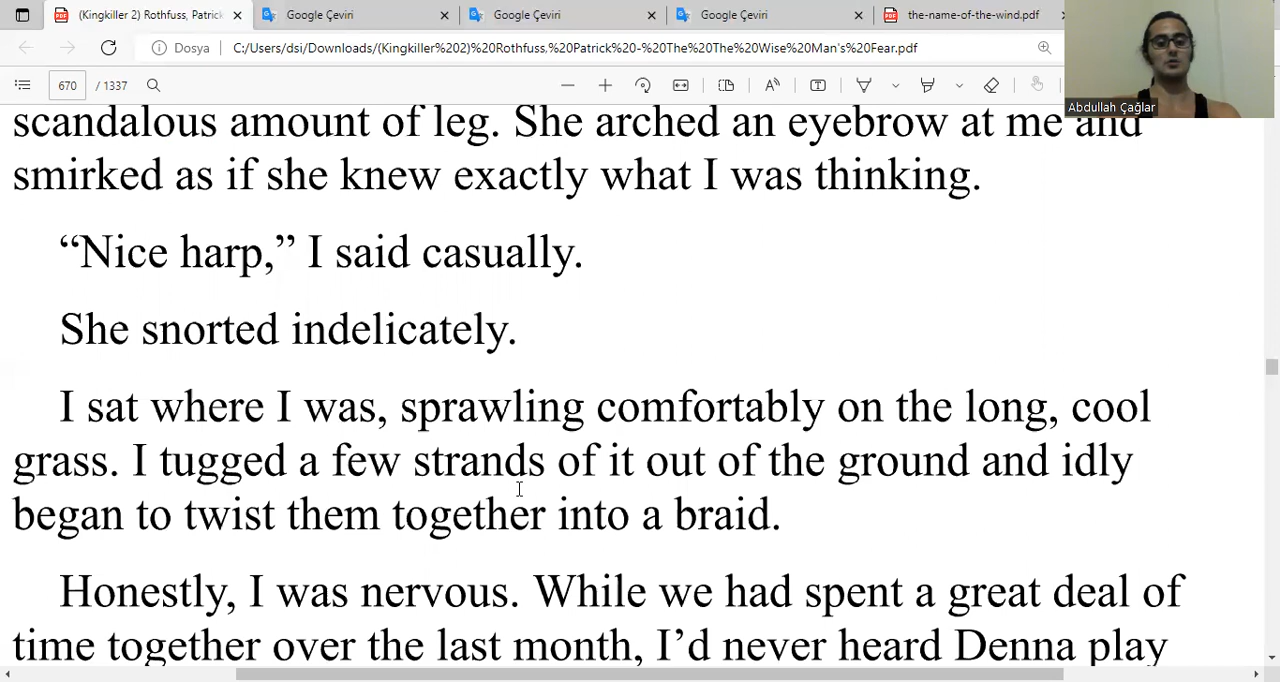 (Kingkiller 2) Rothfuss, Patrick
Google Çeviri
Google Çeviri
Google Çeviri
the-name-of-the-wind.pdf
Dosya
C:/Users/dsi/Downloads/(Kingkiller%202)%20Rothfuss,%20Patrick%20-%20The%20The%20Wise%20Man's%20Fear.pdf
670 / 1337
Abdullah Çağlar
scandalous amount of leg. She arched an eyebrow at me and
smirked as if she knew exactly what I was thinking.
“Nice harp,” I said casually.
She snorted indelicately.
I sat where I was, sprawling comfortably on the long, cool
grass. I tugged a few strands of it out of the ground and idly
began to twist them together into a braid.
Honestly, I was nervous. While we had spent a great deal of
time together over the last month, I’d never heard Denna play